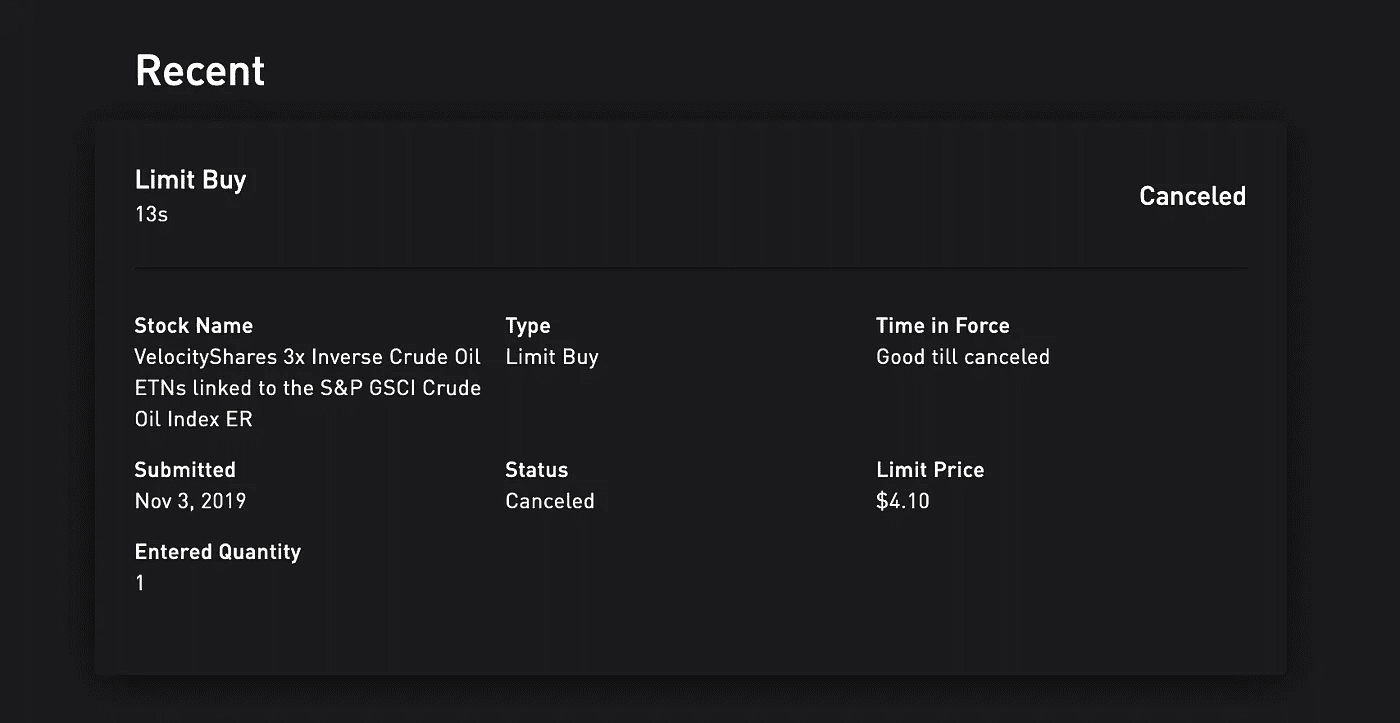 Recent
Limit Buy
13s
Canceled
Stock Name
VelocityShares 3x Inverse Crude Oil
ETNs linked to the S&P GSCI Crude
Oil Index ER
Type
Limit Buy
Time in Force
Good till canceled
Submitted
Nov 3, 2019
Status
Canceled
Limit Price
$4.10
Entered Quantity
1